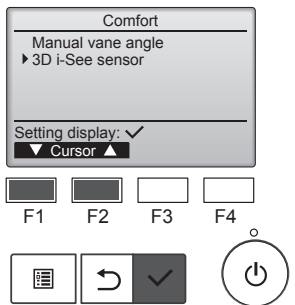 Comfort
Manual vane angle
3D i-See sensor
Setting display:
Cursor
F1 F2 F3 F4